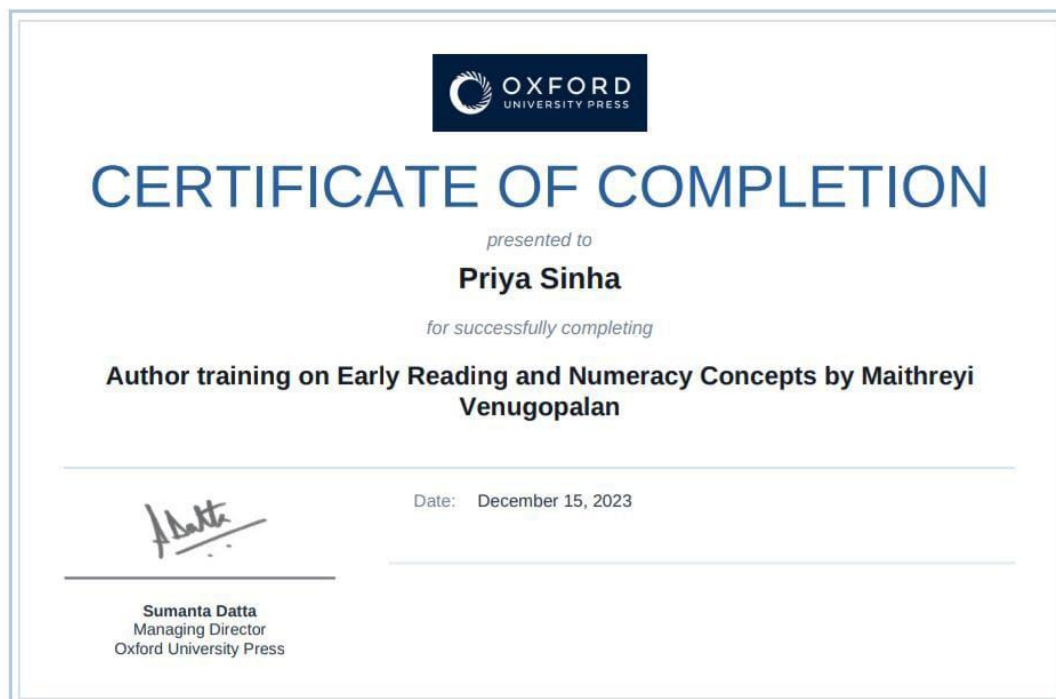 OXFORD
UNIVERSITY PRESS
CERTIFICATE OF COMPLETION
presented to
Priya Sinha
for successfully completing
Author training on Early Reading and Numeracy Concepts by Maithreyi
Venugopalan
Date: December 15, 2023
ADatta
Sumanta Datta
Managing Director
Oxford University Press